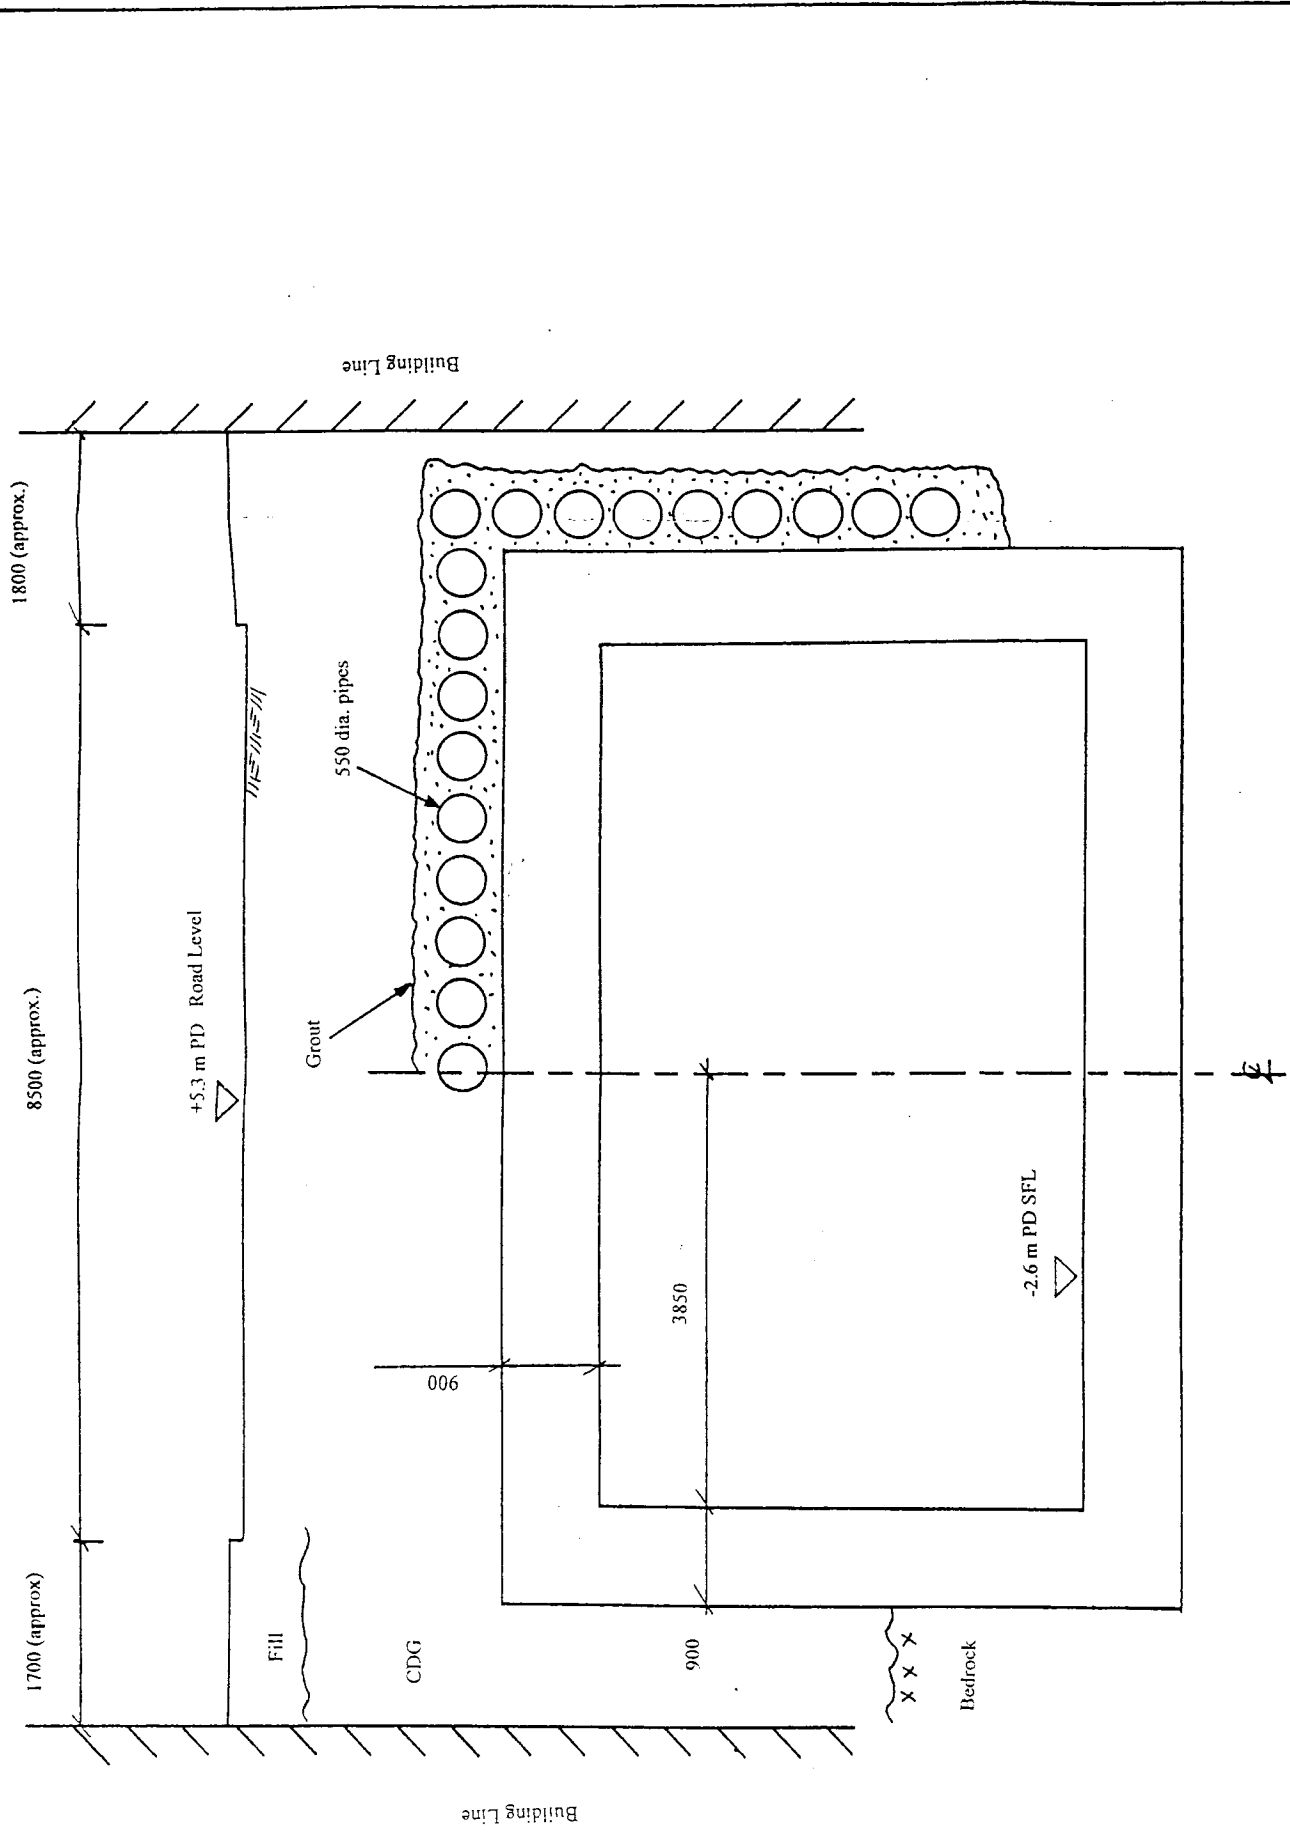 1700 (approx)
8500 (approx.)
1800 (approx.)
+5.3 m PD Road Level
Building Line
Building Line
Fill
Grout
550 dia. pipes
CDG
900
900
3850
-2.6 m PD SFL
Bedrock
x x x
℄